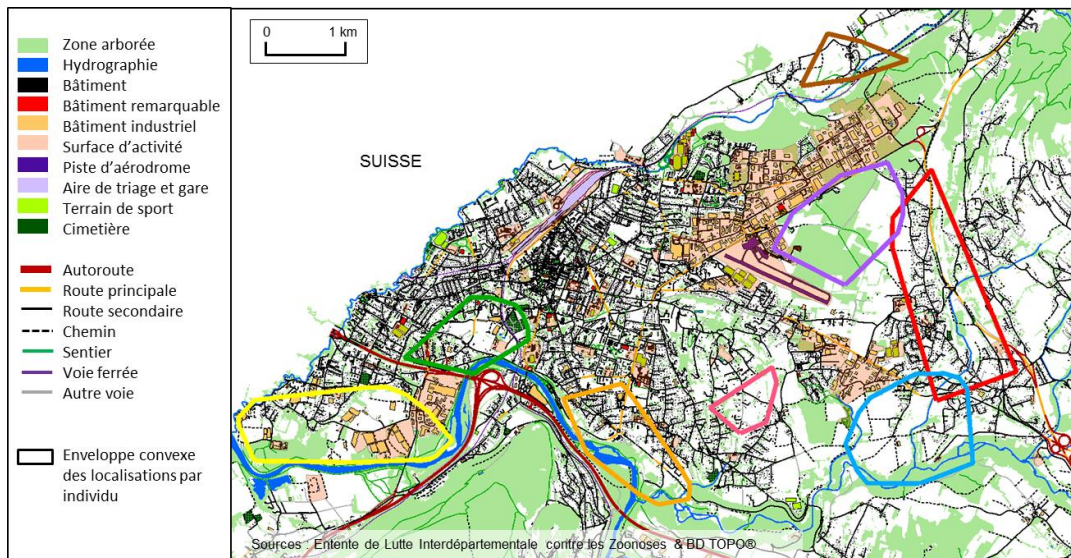 Zone arborée
Hydrographie
Bâtiment
Bâtiment remarquable
Bâtiment industriel
Surface d'activité
Piste d'aérodrome
Aire de triage et gare
Terrain de sport
Cimetière
Autoroute
Route principale
Route secondaire
Chemin
Sentier
Voie ferrée
Autre voie
Enveloppe convexe
des localisations par
individu
0 1 km
SUISSE
Sources : Entente de Lutte Interdépartementale contre les Zoonoses & BD TOPO®